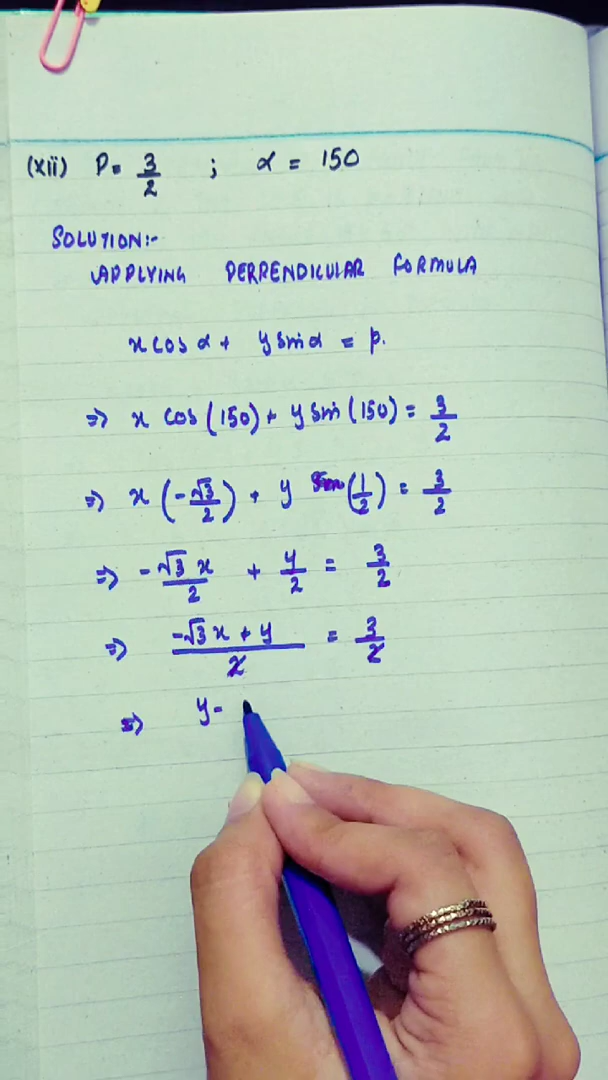 (xii) P = 3/2 ; α = 150
SOLUTION:-
APPLYING PERPENDICULAR FORMULA
x cos α + y sin α = p.
=> x cos (150) + y sin (150) = 3/2
=> x (-√3/2) + y (1/2) = 3/2
=> -√3 x/2 + y/2 = 3/2
=> -√3 x + y/2 = 3/2
=> y -